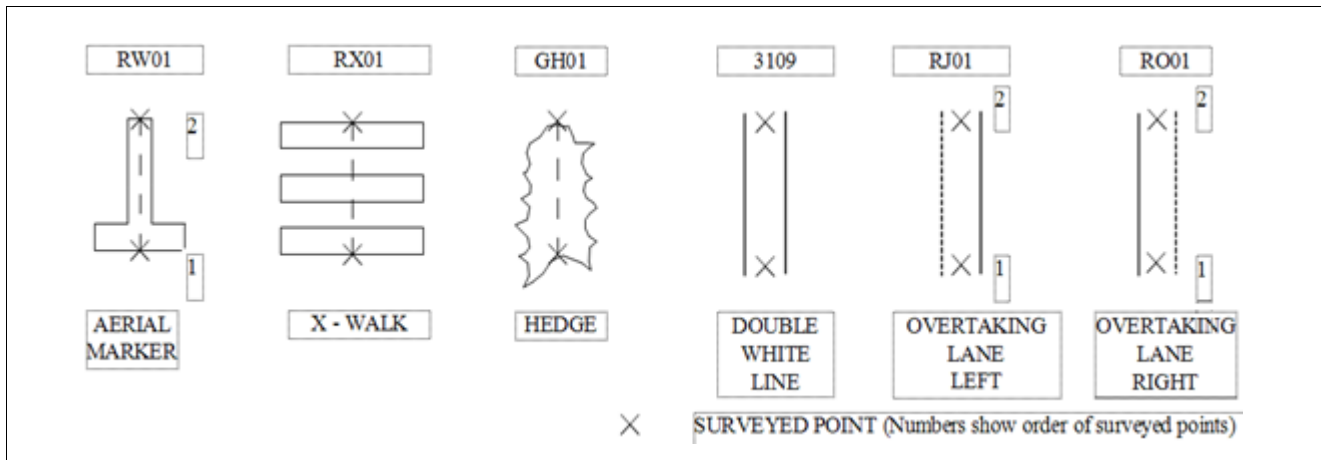 RW01
RX01
GH01
3109
RJ01
RO01
2
2
2
1
1
1
AERIAL
MARKER
X - WALK
HEDGE
DOUBLE
WHITE
LINE
OVERTAKING
LANE
LEFT
OVERTAKING
LANE
RIGHT
SURVEYED POINT (Numbers show order of surveyed points)